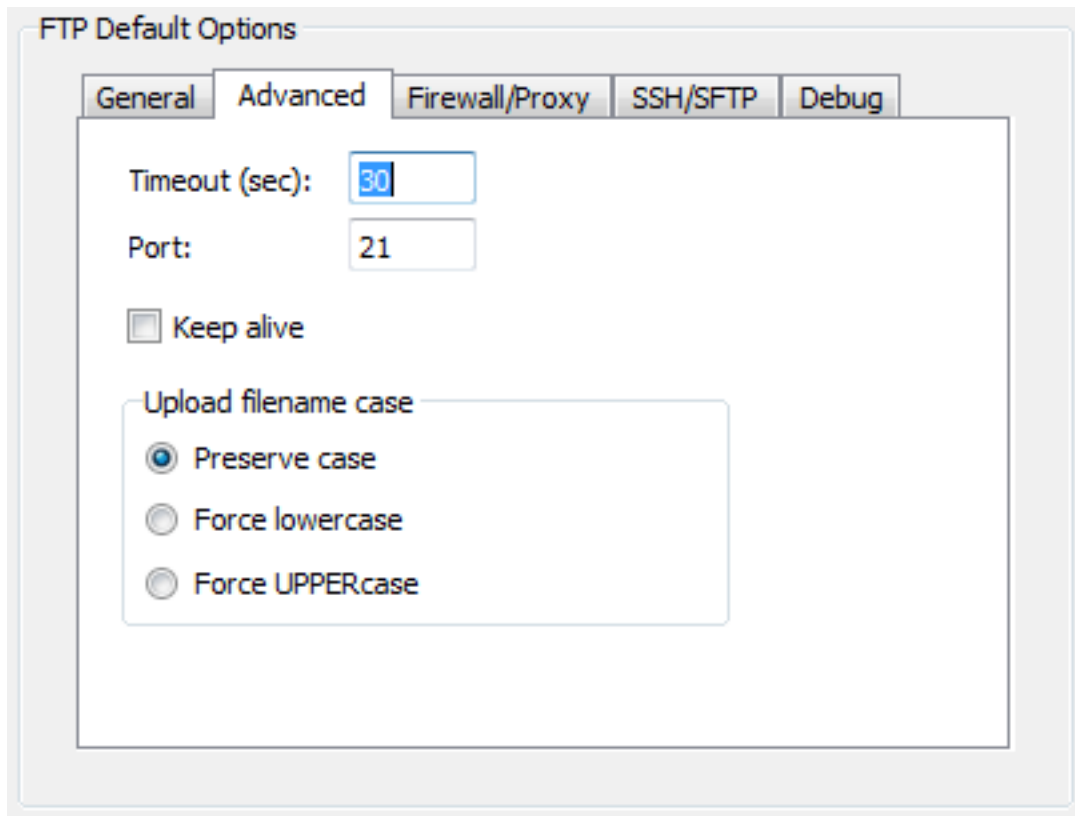 FTP Default Options
General Advanced Firewall/Proxy SSH/SFTP Debug
Timeout (sec): 30
Port: 21
Keep alive
Upload filename case
Preserve case
Force lowercase
Force UPPERcase